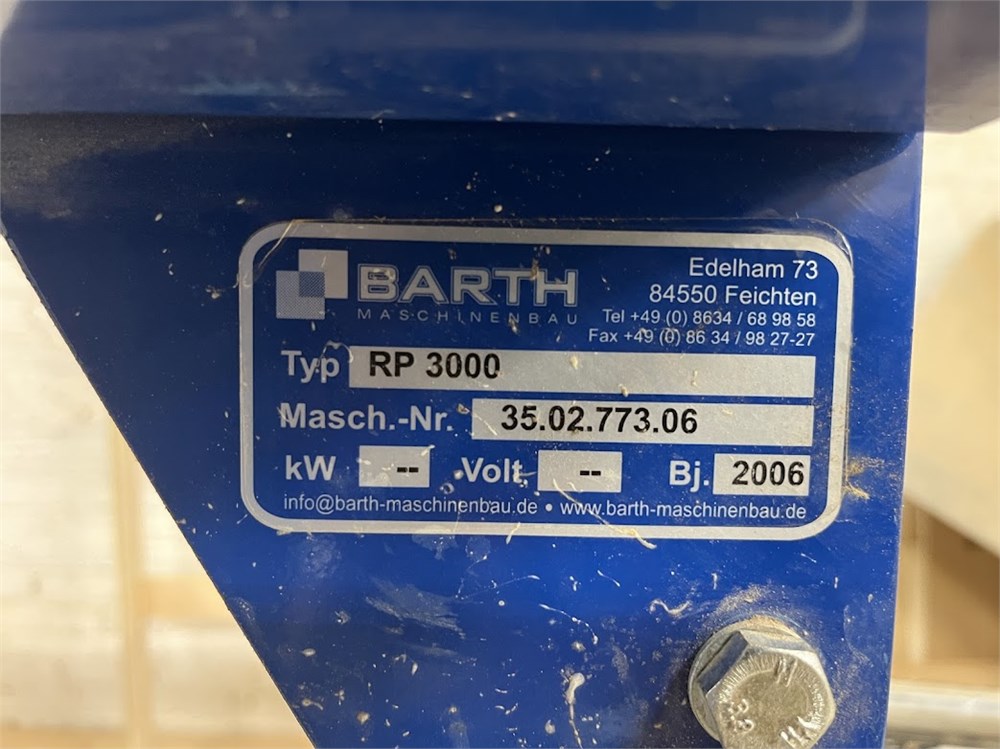 BARTH
MASCHINENBAU
Edelham 73
84550 Feichten
Tel +49 (0) 8634 / 68 98 58
Fax +49 (0) 86 34 / 98 27-27
Typ RP 3000
Masch.-Nr. 35.02.773.06
kW -- Volt. -- Bj. 2006
info@barth-maschinenbau.de • www.barth-maschinenbau.de